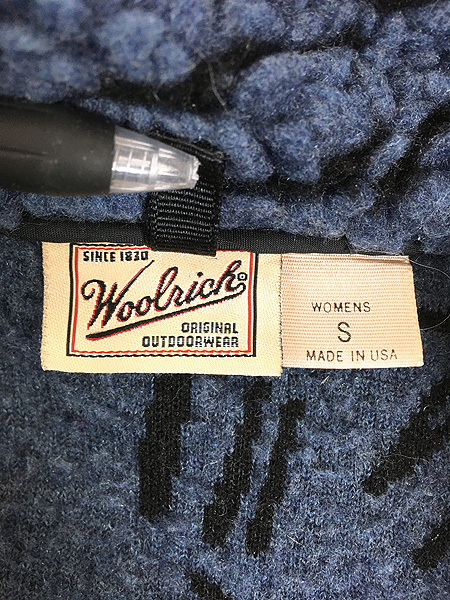 SINCE 1830
Woolrich®
ORIGINAL
OUTDOORWEAR
WOMENS
S
MADE IN USA